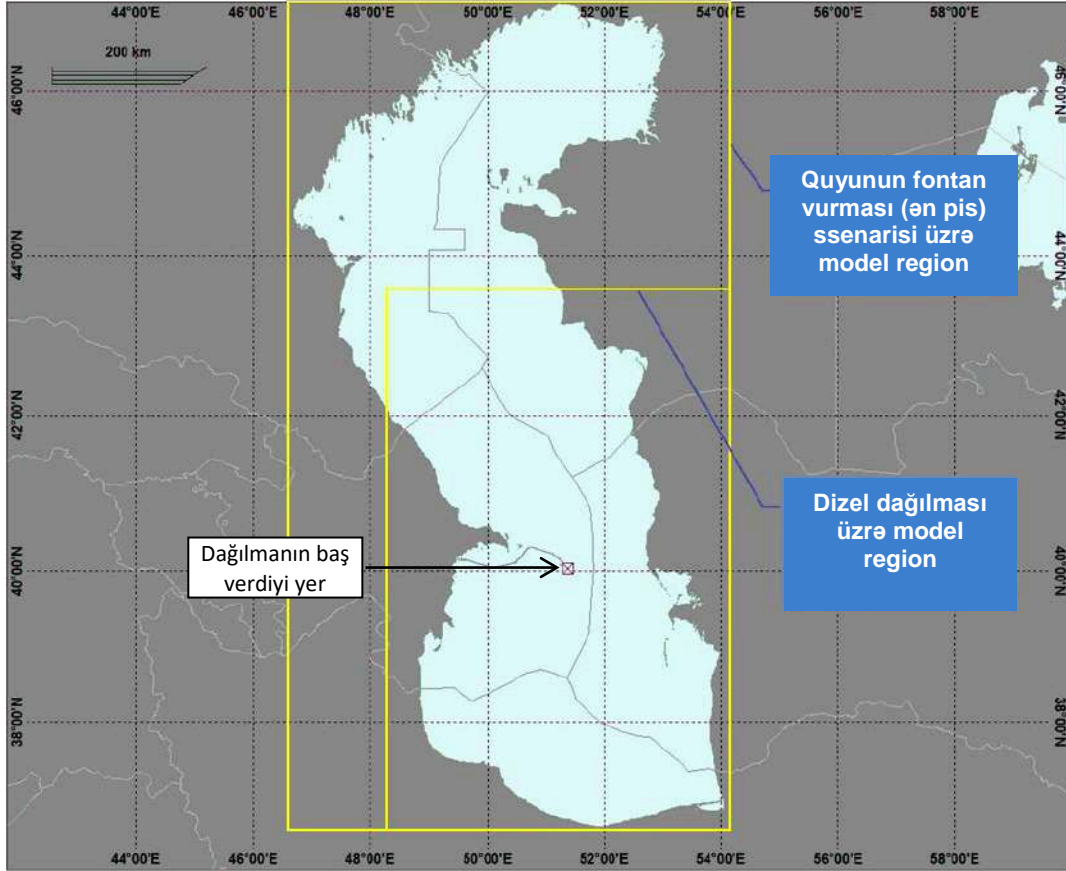 44°00'E 46°00'E 48°00'E 50°00'E 52°00'E 54°00'E 56°00'E 58°00'E
200 km
46°00'N
46°00'N
Quyunun fontan
vurması (ən pis)
ssenarisi üzrə
model region
44°00'N
44°00'N
42°00'N
42°00'N
Dizel dağılması
üzrə model
region
Dağılmanın baş
verdiyi yer
40°00'N
40°00'N
38°00'N
38°00'N
44°00'E 46°00'E 48°00'E 50°00'E 52°00'E 54°00'E 56°00'E 58°00'E